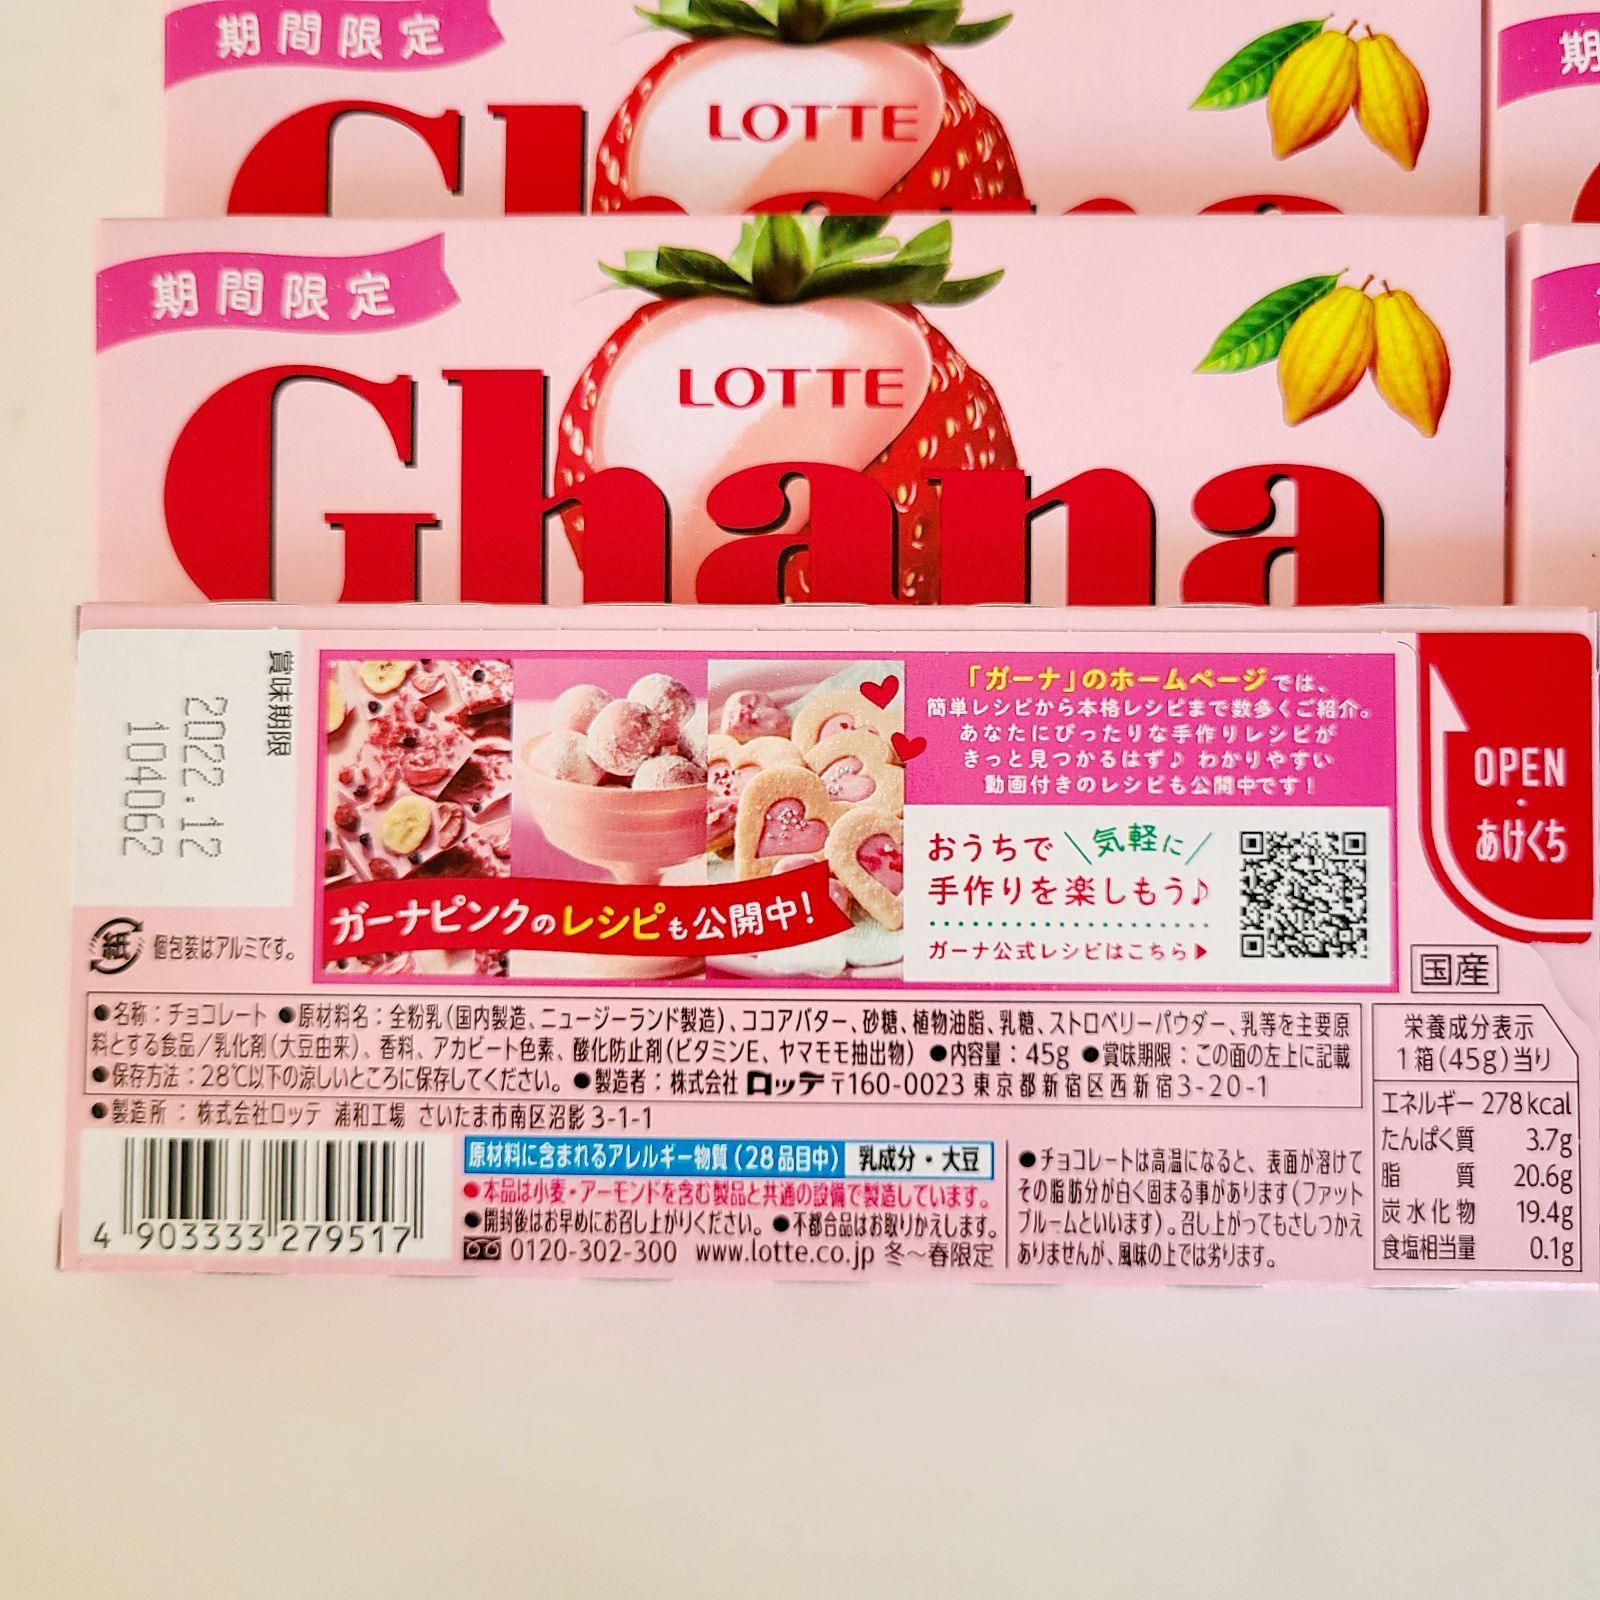 期間限定
LOTTE
Ghana
期
期間限定
LOTTE
Ghana
賞味期限
2022.12
104062
「ガーナ」のホームページでは、
簡単レシピから本格レシピまで数多くご紹介。
あなたにぴったりな手作りレシピが
きっと見つかるはず♪ わかりやすい
動画付きのレシピも公開中です!
OPEN
・
あけくち
おうちで \気軽に/
手作りを楽しもう♪
ガーナ公式レシピはこちら▶
ガーナピンクのレシピも公開中!
紙 個包装はアルミです。
国産
●名称:チョコレート ●原材料名:全粉乳(国内製造、ニュージーランド製造)、ココアバター、砂糖、植物油脂、乳糖、ストロベリーパウダー、乳等を主要原
料とする食品/乳化剤(大豆由来)、香料、アカビート色素、酸化防止剤(ビタミンE、ヤマモモ抽出物) ●内容量:45g ●賞味期限:この面の左上に記載
●保存方法:28℃以下の涼しいところに保存してください。 ●製造者:株式会社 ロッテ 〒160-0023 東京都新宿区西新宿3-20-1
●製造所:株式会社ロッテ 浦和工場 さいたま市南区沼影3-1-1
栄養成分表示
1箱(45g)当り
エネルギー 278kcal
たんぱく質 3.7g
脂質 20.6g
炭水化物 19.4g
食塩相当量 0.1g
原材料に含まれるアレルギー物質(28品目中) 乳成分・大豆
●本品は小麦・アーモンドを含む製品と共通の設備で製造しています。
●開封後はお早めにお召し上がりください。 ●不都合品はお取りかえします。
0120-302-300 www.lotte.co.jp 冬〜春限定
●チョコレートは高温になると、表面が溶けて
その脂肪分が白く固まる事があります(ファット
ブルームといいます)。召し上がってもさしつかえ
ありませんが、風味の上では劣ります。
4 903333 279517